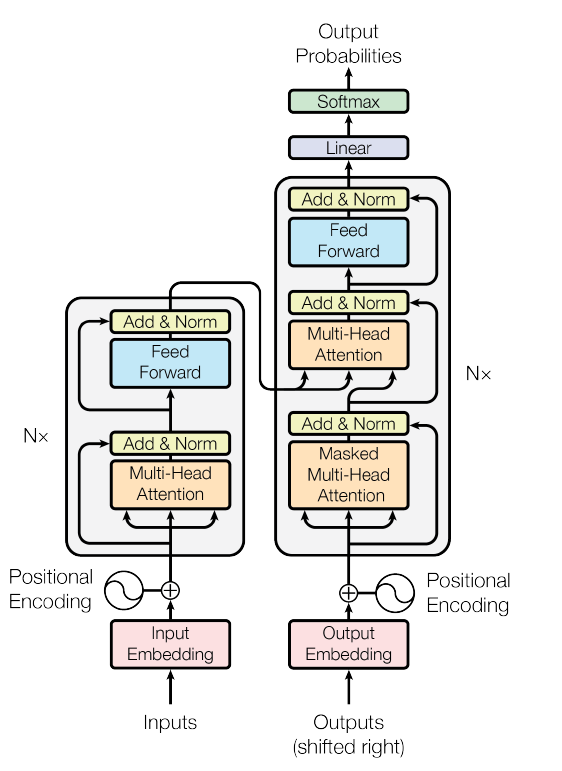 Output
Probabilities
Softmax
Linear
Add & Norm
Feed
Forward
Add & Norm
Multi-Head
Attention
Add & Norm
Masked
Multi-Head
Attention
N×
Add & Norm
Feed
Forward
Add & Norm
Multi-Head
Attention
N×
Positional
Encoding
Positional
Encoding
Input
Embedding
Output
Embedding
Inputs
Outputs
(shifted right)